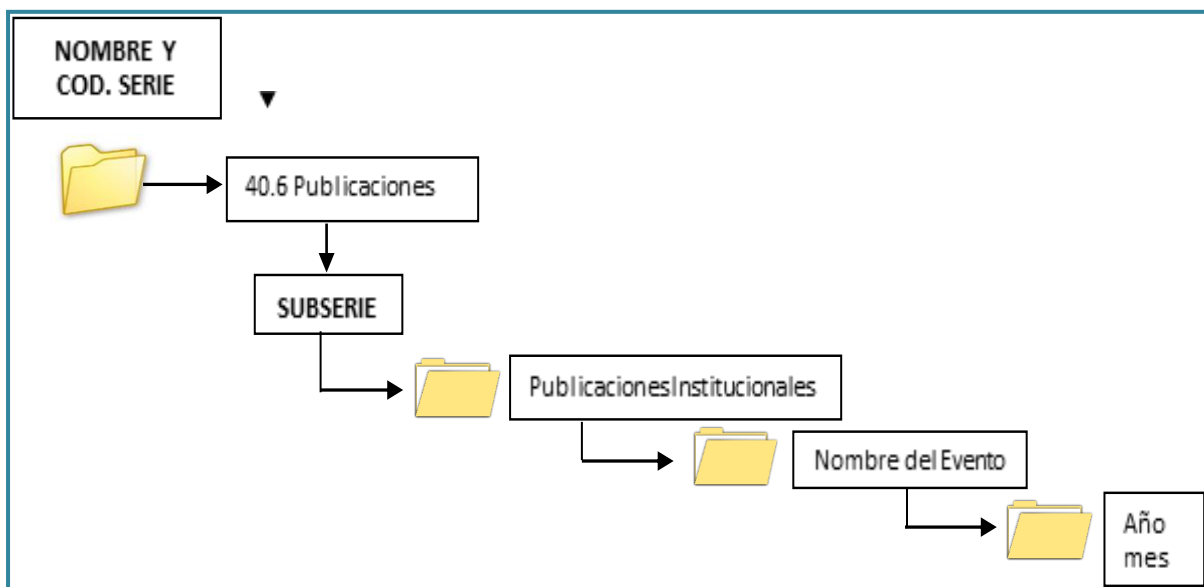 NOMBRE Y
COD. SERIE
40.6 Publicaciones
SUBSERIE
PublicacionesInstitucionales
Nombre del Evento
Año
mes